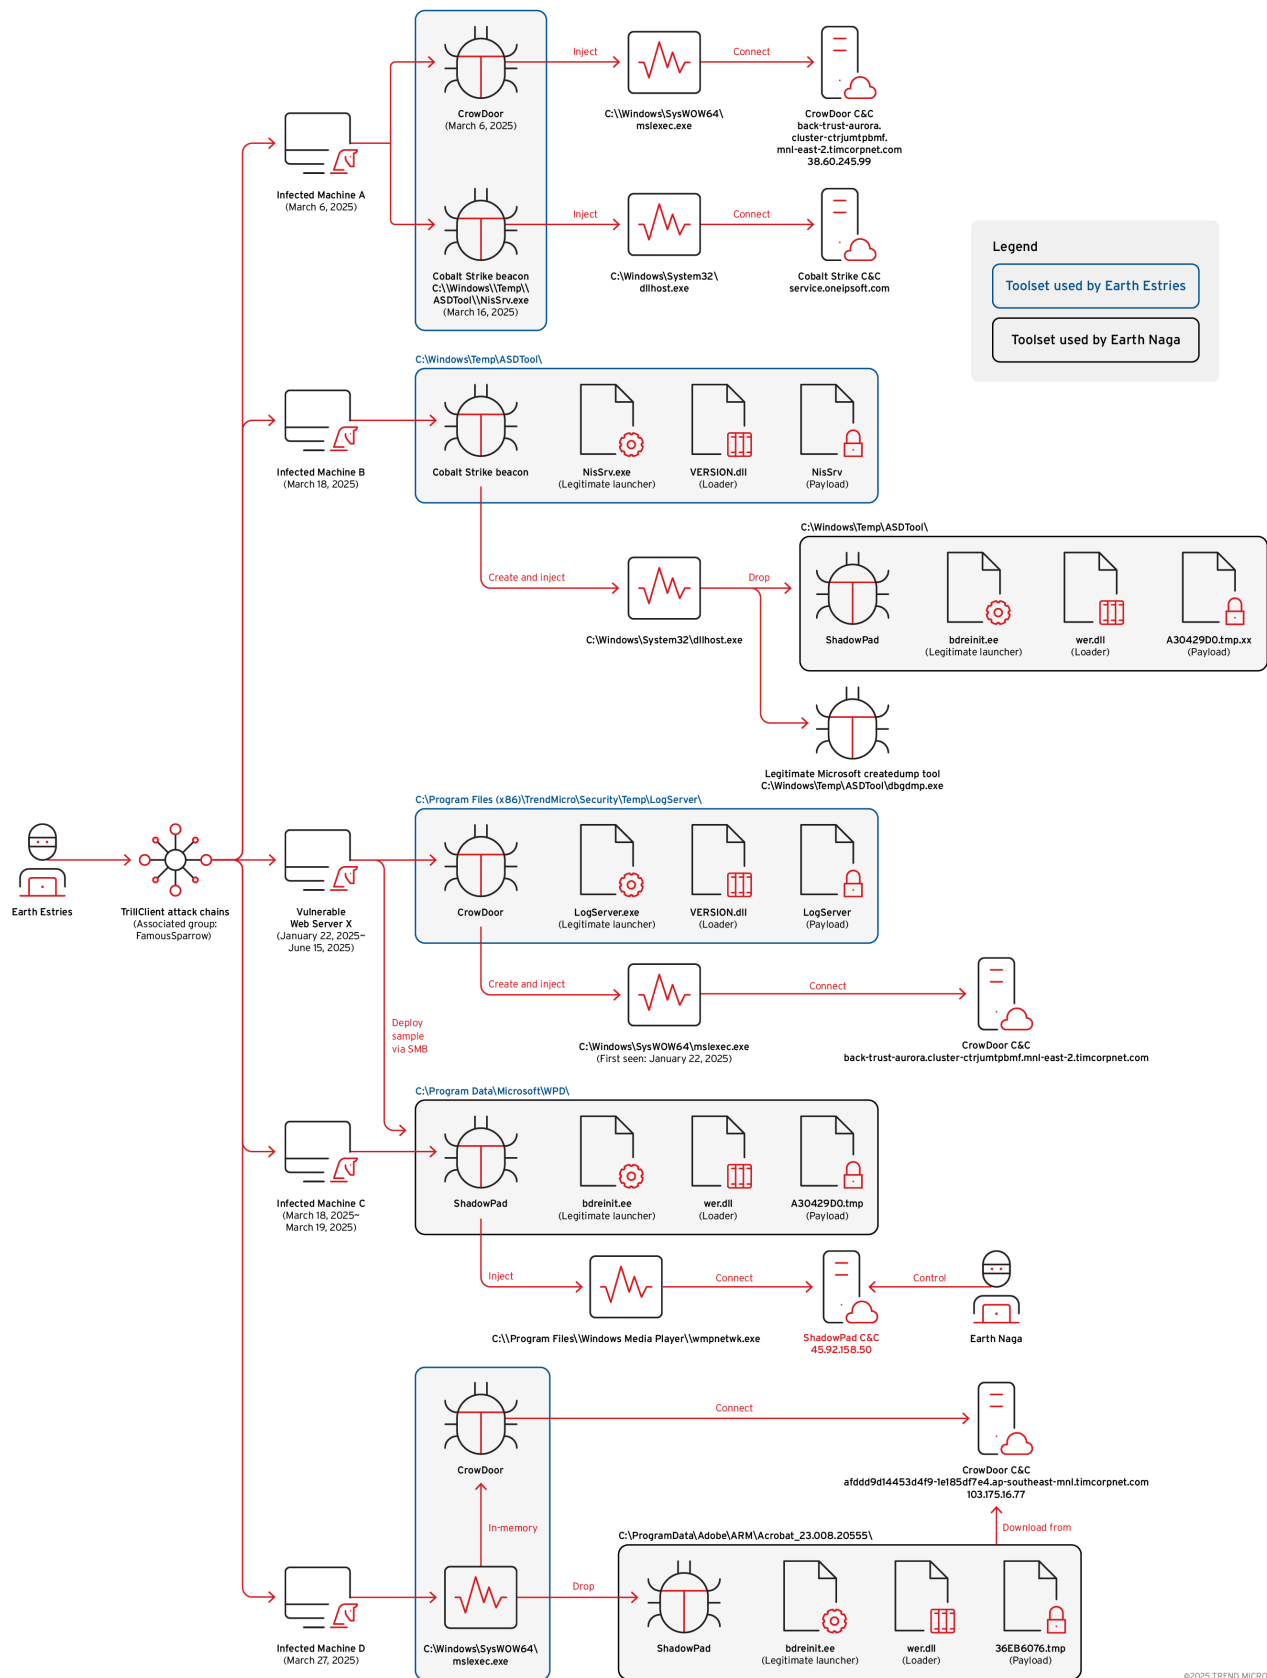 Inject
Connect
CrowDoor
(March 6, 2025)
C:\\Windows\SysWOW64\
mslexec.exe
CrowDoor C&C
back-trust-aurora.
cluster-ctrjumtpbmf.
mnl-east-2.timcorpnet.com
38.60.245.99
Infected Machine A
(March 6, 2025)
Inject
Connect
Cobalt Strike beacon
C:\\Windows\\Temp\\
ASDTool\\NisSrv.exe
(March 16, 2025)
C:\Windows\System32\
dllhost.exe
Cobalt Strike C&C
service.oneipsoft.com
Legend
Toolset used by Earth Estries
Toolset used by Earth Naga
C:\Windows\Temp\ASDTool\
Infected Machine B
(March 18, 2025)
Cobalt Strike beacon
NisSrv.exe
(Legitimate launcher)
VERSION.dll
(Loader)
NisSrv
(Payload)
C:\Windows\Temp\ASDTool\
Create and inject
Drop
C:\Windows\System32\dllhost.exe
ShadowPad
bdreinit.ee
(Legitimate launcher)
wer.dll
(Loader)
A30429D0.tmp.xx
(Payload)
Legitimate Microsoft createdump tool
C:\Windows\Temp\ASDTool\dbgdmp.exe
C:\Program Files (x86)\TrendMicro\Security\Temp\LogServer\
Earth Estries
TrillClient attack chains
(Associated group:
FamousSparrow)
Vulnerable
Web Server X
(January 22, 2025~
June 15, 2025)
CrowDoor
LogServer.exe
(Legitimate launcher)
VERSION.dll
(Loader)
LogServer
(Payload)
Create and inject
Connect
Deploy
sample
via SMB
C:\Windows\SysWOW64\mslexec.exe
(First seen: January 22, 2025)
CrowDoor C&C
back-trust-aurora.cluster-ctrjumtpbmf.mnl-east-2.timcorpnet.com
C:\Program Data\Microsoft\WPD\
Infected Machine C
(March 18, 2025~
March 19, 2025)
ShadowPad
bdreinit.ee
(Legitimate launcher)
wer.dll
(Loader)
A30429D0.tmp
(Payload)
Inject
Connect
Control
C:\\Program Files\\Windows Media Player\\wmpnetwk.exe
ShadowPad C&C
45.92.158.50
Earth Naga
Connect
CrowDoor
CrowDoor C&C
afddd9d14453d4f9-1e185df7e4.ap-southeast-mnl.timcorpnet.com
103.175.16.77
In-memory
Download from
C:\ProgramData\Adobe\ARM\Acrobat_23.008.20555\
Drop
Infected Machine D
(March 27, 2025)
C:\Windows\SysWOW64\
mslexec.exe
ShadowPad
bdreinit.ee
(Legitimate launcher)
wer.dll
(Loader)
36EB6076.tmp
(Payload)
©2025 TREND MICRO